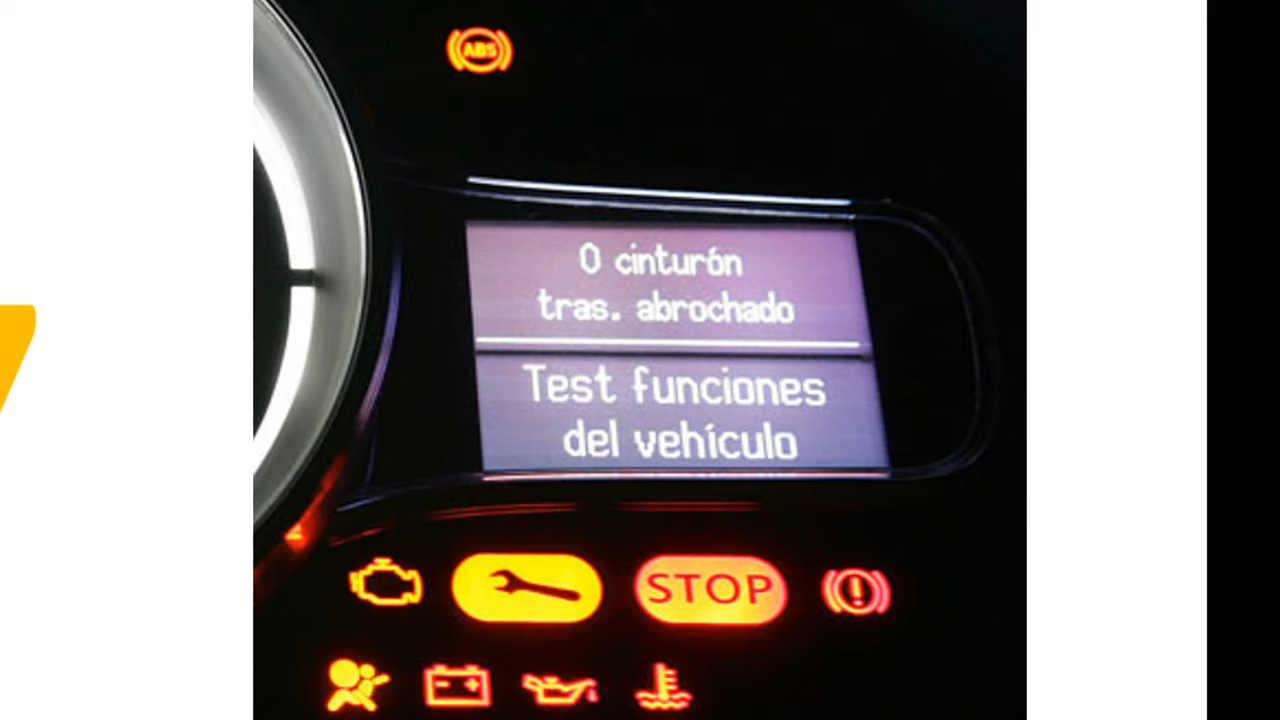 ABS
0 cinturón
tras. abrochado
Test funciones
del vehículo
STOP